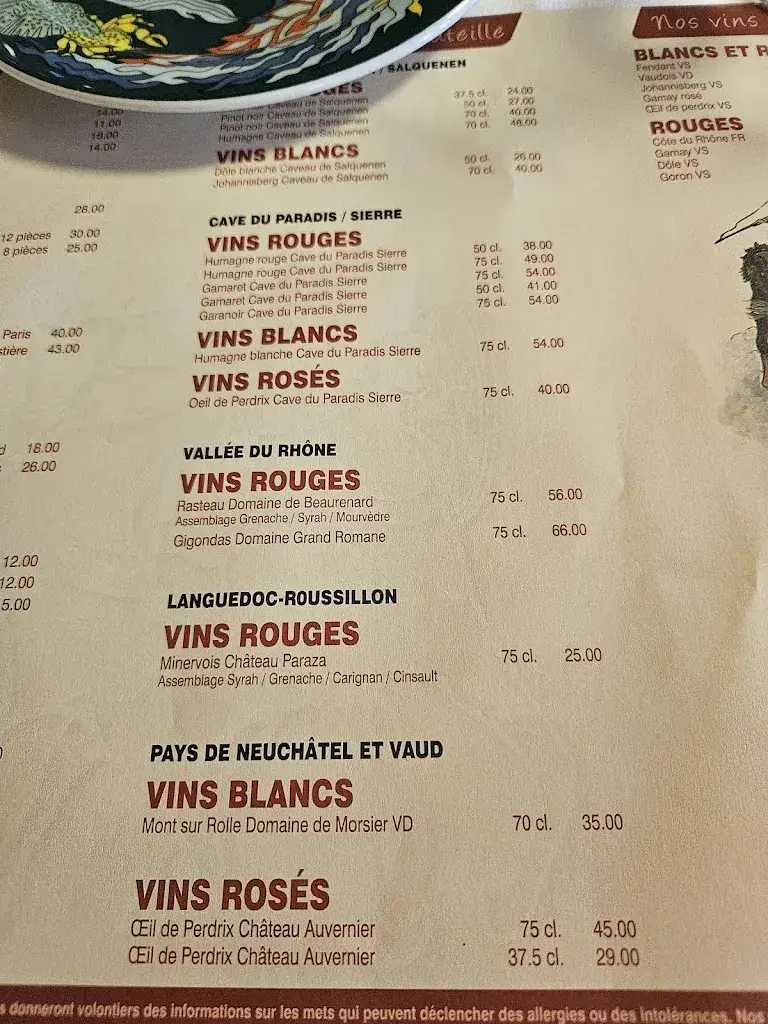 teille
Nos vins
/ SALQUENEN
GES
37.5 cl. 24.00
Pinot noir Caveau de Salquenen 50 cl. 27.00
Pinot noir Caveau de Salquenen 70 cl. 40.00
Humagne Caveau de Salquenen 70 cl. 48.00
VINS BLANCS
Dôle blanche Caveau de Salquenen 50 cl. 26.00
Johannisberg Caveau de Salquenen 70 cl. 40.00
CAVE DU PARADIS / SIERRE
VINS ROUGES
Humagne rouge Cave du Paradis Sierre 50 cl. 38.00
Humagne rouge Cave du Paradis Sierre 75 cl. 49.00
Gamaret Cave du Paradis Sierre 75 cl. 54.00
Gamaret Cave du Paradis Sierre 50 cl. 41.00
Garanoir Cave du Paradis Sierre 75 cl. 54.00
VINS BLANCS
Humagne blanche Cave du Paradis Sierre 75 cl. 54.00
VINS ROSÉS
Oeil de Perdrix Cave du Paradis Sierre 75 cl. 40.00
VALLÉE DU RHÔNE
VINS ROUGES
Rasteau Domaine de Beaurenard 75 cl. 56.00
Assemblage Grenache / Syrah / Mourvèdre
Gigondas Domaine Grand Romane 75 cl. 66.00
LANGUEDOC-ROUSSILLON
VINS ROUGES
Minervois Château Paraza 75 cl. 25.00
Assemblage Syrah / Grenache / Carignan / Cinsault
PAYS DE NEUCHÂTEL ET VAUD
VINS BLANCS
Mont sur Rolle Domaine de Morsier VD 70 cl. 35.00
VINS ROSÉS
Œil de Perdrix Château Auvernier 75 cl. 45.00
Œil de Perdrix Château Auvernier 37.5 cl. 29.00
BLANCS ET R
Fendant VS
Vaudois VD
Johannisberg VS
Gamay rosé
Œil de perdrix VS
ROUGES
Côte du Rhône FR
Gamay VS
Dôle VS
Goron VS
14.00
11.00
18.00
14.00
28.00
12 pièces 30.00
8 pièces 25.00
Paris 40.00
stière 43.00
d 18.00
26.00
12.00
12.00
5.00
s donneront volontiers des informations sur les mets qui peuvent déclencher des allergies ou des intolérances. Nos